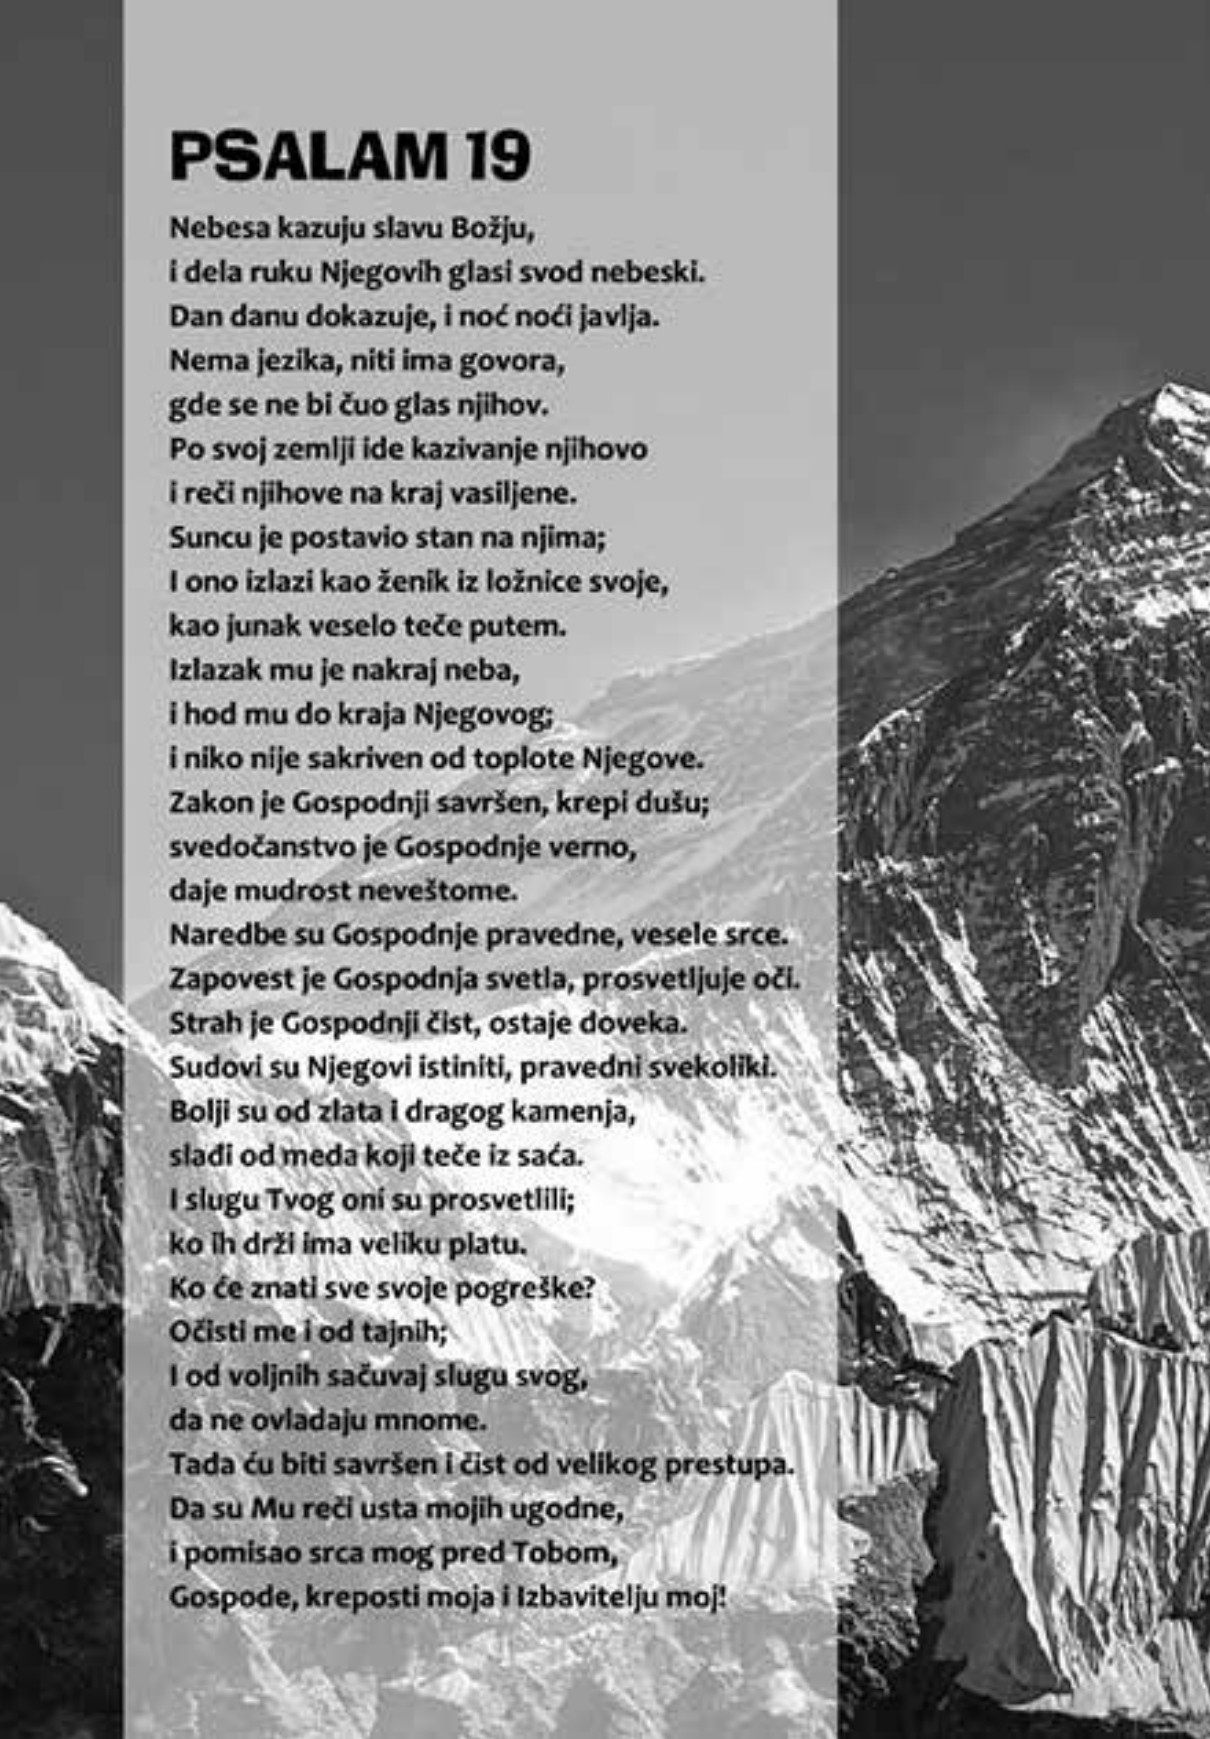 PSALAM 19
Nebesa kazuju slavu Božju,
i dela ruku Njegovih glasi svod nebeski.
Dan danu dokazuje, i noć noći javlja.
Nema jezika, niti ima govora,
gde se ne bi čuo glas njihov.
Po svoj zemlji ide kazivanje njihovo
i reči njihove na kraj vasiljene.
Suncu je postavio stan na njima;
I ono izlazi kao ženik iz ložnice svoje,
kao junak veselo teče putem.
Izlazak mu je nakraj neba,
i hod mu do kraja Njegovog;
i niko nije sakriven od toplote Njegove.
Zakon je Gospodnji savršen, krepi dušu;
svedočanstvo je Gospodnje verno,
daje mudrost neveštome.
Naredbe su Gospodnje pravedne, vesele srce.
Zapovest je Gospodnja svetla, prosvetljuje oči.
Strah je Gospodnji čist, ostaje doveka.
Sudovi su Njegovi istiniti, pravedni svekoliki.
Bolji su od zlata i dragog kamenja,
slađi od meda koji teče iz saća.
I slugu Tvog oni su prosvetlili;
ko ih drži ima veliku platu.
Ko će znati sve svoje pogreške?
Očisti me i od tajnih;
I od voljnih sačuvaj slugu svog,
da ne ovladaju mnome.
Tada ću biti savršen i čist od velikog prestupa.
Da su Mu reči usta mojih ugodne,
i pomisao srca mog pred Tobom,
Gospode, kreposti moja i Izbavitelju moj!